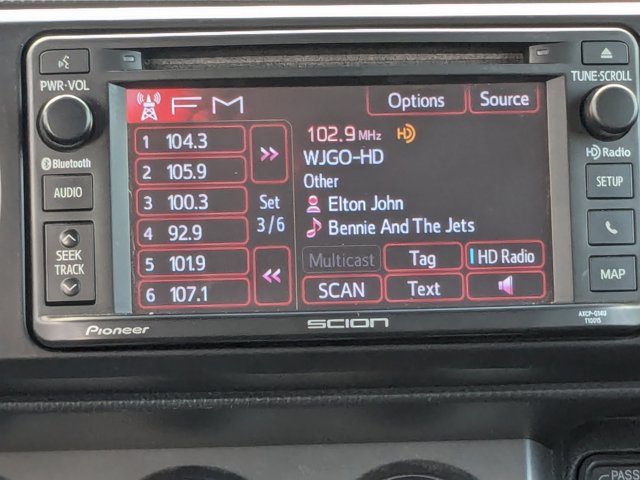 PWR·VOL
TUNE·SCROLL
FM
Options
Source
1 104.3
2 105.9
3 100.3
4 92.9
5 101.9
6 107.1
Set
3/6
102.9 MHz HD
WJGO-HD
Other
Elton John
Bennie And The Jets
Multicast
Tag
HD Radio
SCAN
Text
Bluetooth
AUDIO
SEEK
TRACK
HD Radio
SETUP
MAP
Pioneer
SCION
AXCP-G140
T10015
PASS